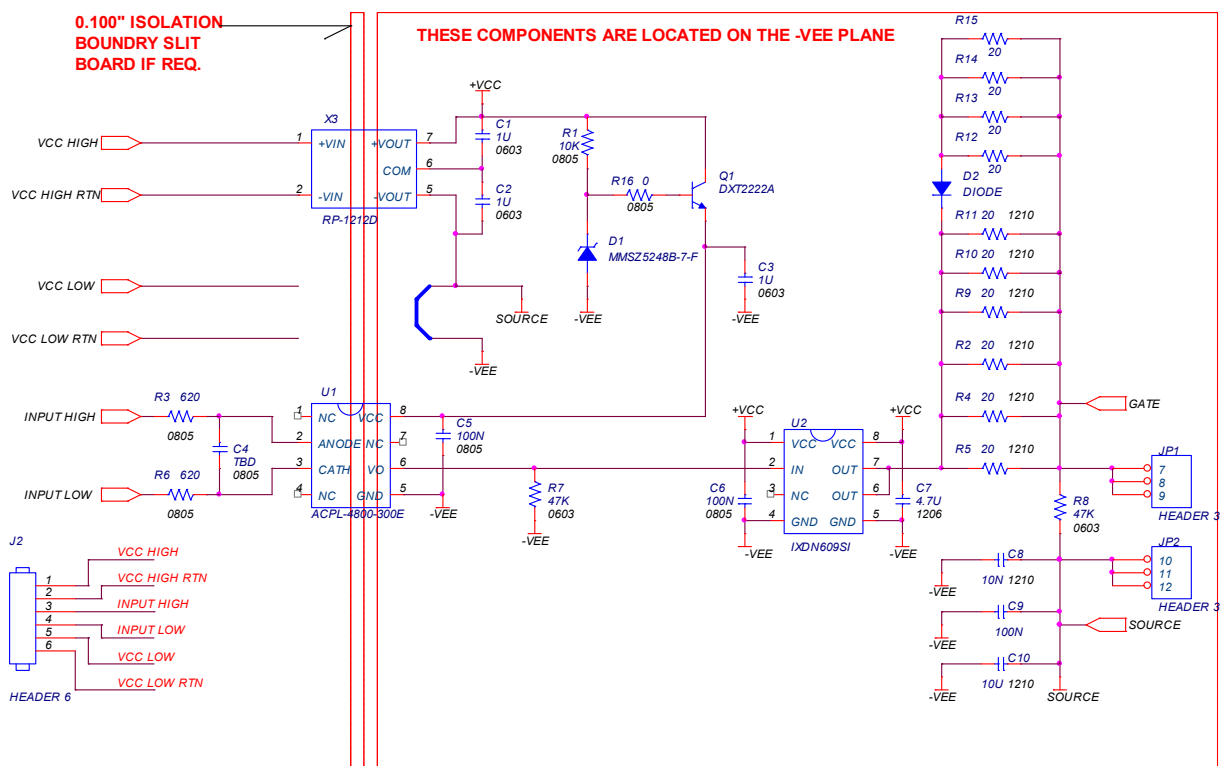 0.100" ISOLATION
BOUNDRY SLIT
BOARD IF REQ.
THESE COMPONENTS ARE LOCATED ON THE -VEE PLANE
R15
20
R14
20
R13
20
R12
20
D2
DIODE
R11 20 1210
R10 20 1210
R9 20 1210
R2 20 1210
R4 20 1210
R5 20 1210
+VCC
X3
VCC HIGH
1 +VIN
+VOUT 7
COM 6
VCC HIGH RTN
2 -VIN
-VOUT 5
RP-1212D
C1
1U
0603
C2
1U
0603
R1
10K
0805
R16 0
0805
Q1
DXT2222A
D1
MMSZ5248B-7-F
-VEE
C3
1U
0603
-VEE
VCC LOW
VCC LOW RTN
SOURCE
-VEE
U1
INPUT HIGH
R3 620
0805
C4
TBD
0805
INPUT LOW
R6 620
0805
1 NC
VCC 8
2 ANODE
NC 7
3 CATH
VO 6
4 NC
GND 5
ACPL-4800-300E
C5
100N
0805
-VEE
R7
47K
0603
-VEE
+VCC
+VCC
U2
1 VCC
VCC 8
2 IN
OUT 7
3 NC
OUT 6
4 GND
GND 5
IXDN609SI
C6
100N
0805
-VEE
C7
4.7U
1206
-VEE
GATE
JP1
7
8
9
HEADER 3
R8
47K
0603
JP2
10
11
12
HEADER 3
C8
10N 1210
-VEE
C9
100N
-VEE
C10
10U 1210
-VEE
SOURCE
SOURCE
J2
1 VCC HIGH
2 VCC HIGH RTN
3 INPUT HIGH
4 INPUT LOW
5 VCC LOW
6 VCC LOW RTN
HEADER 6